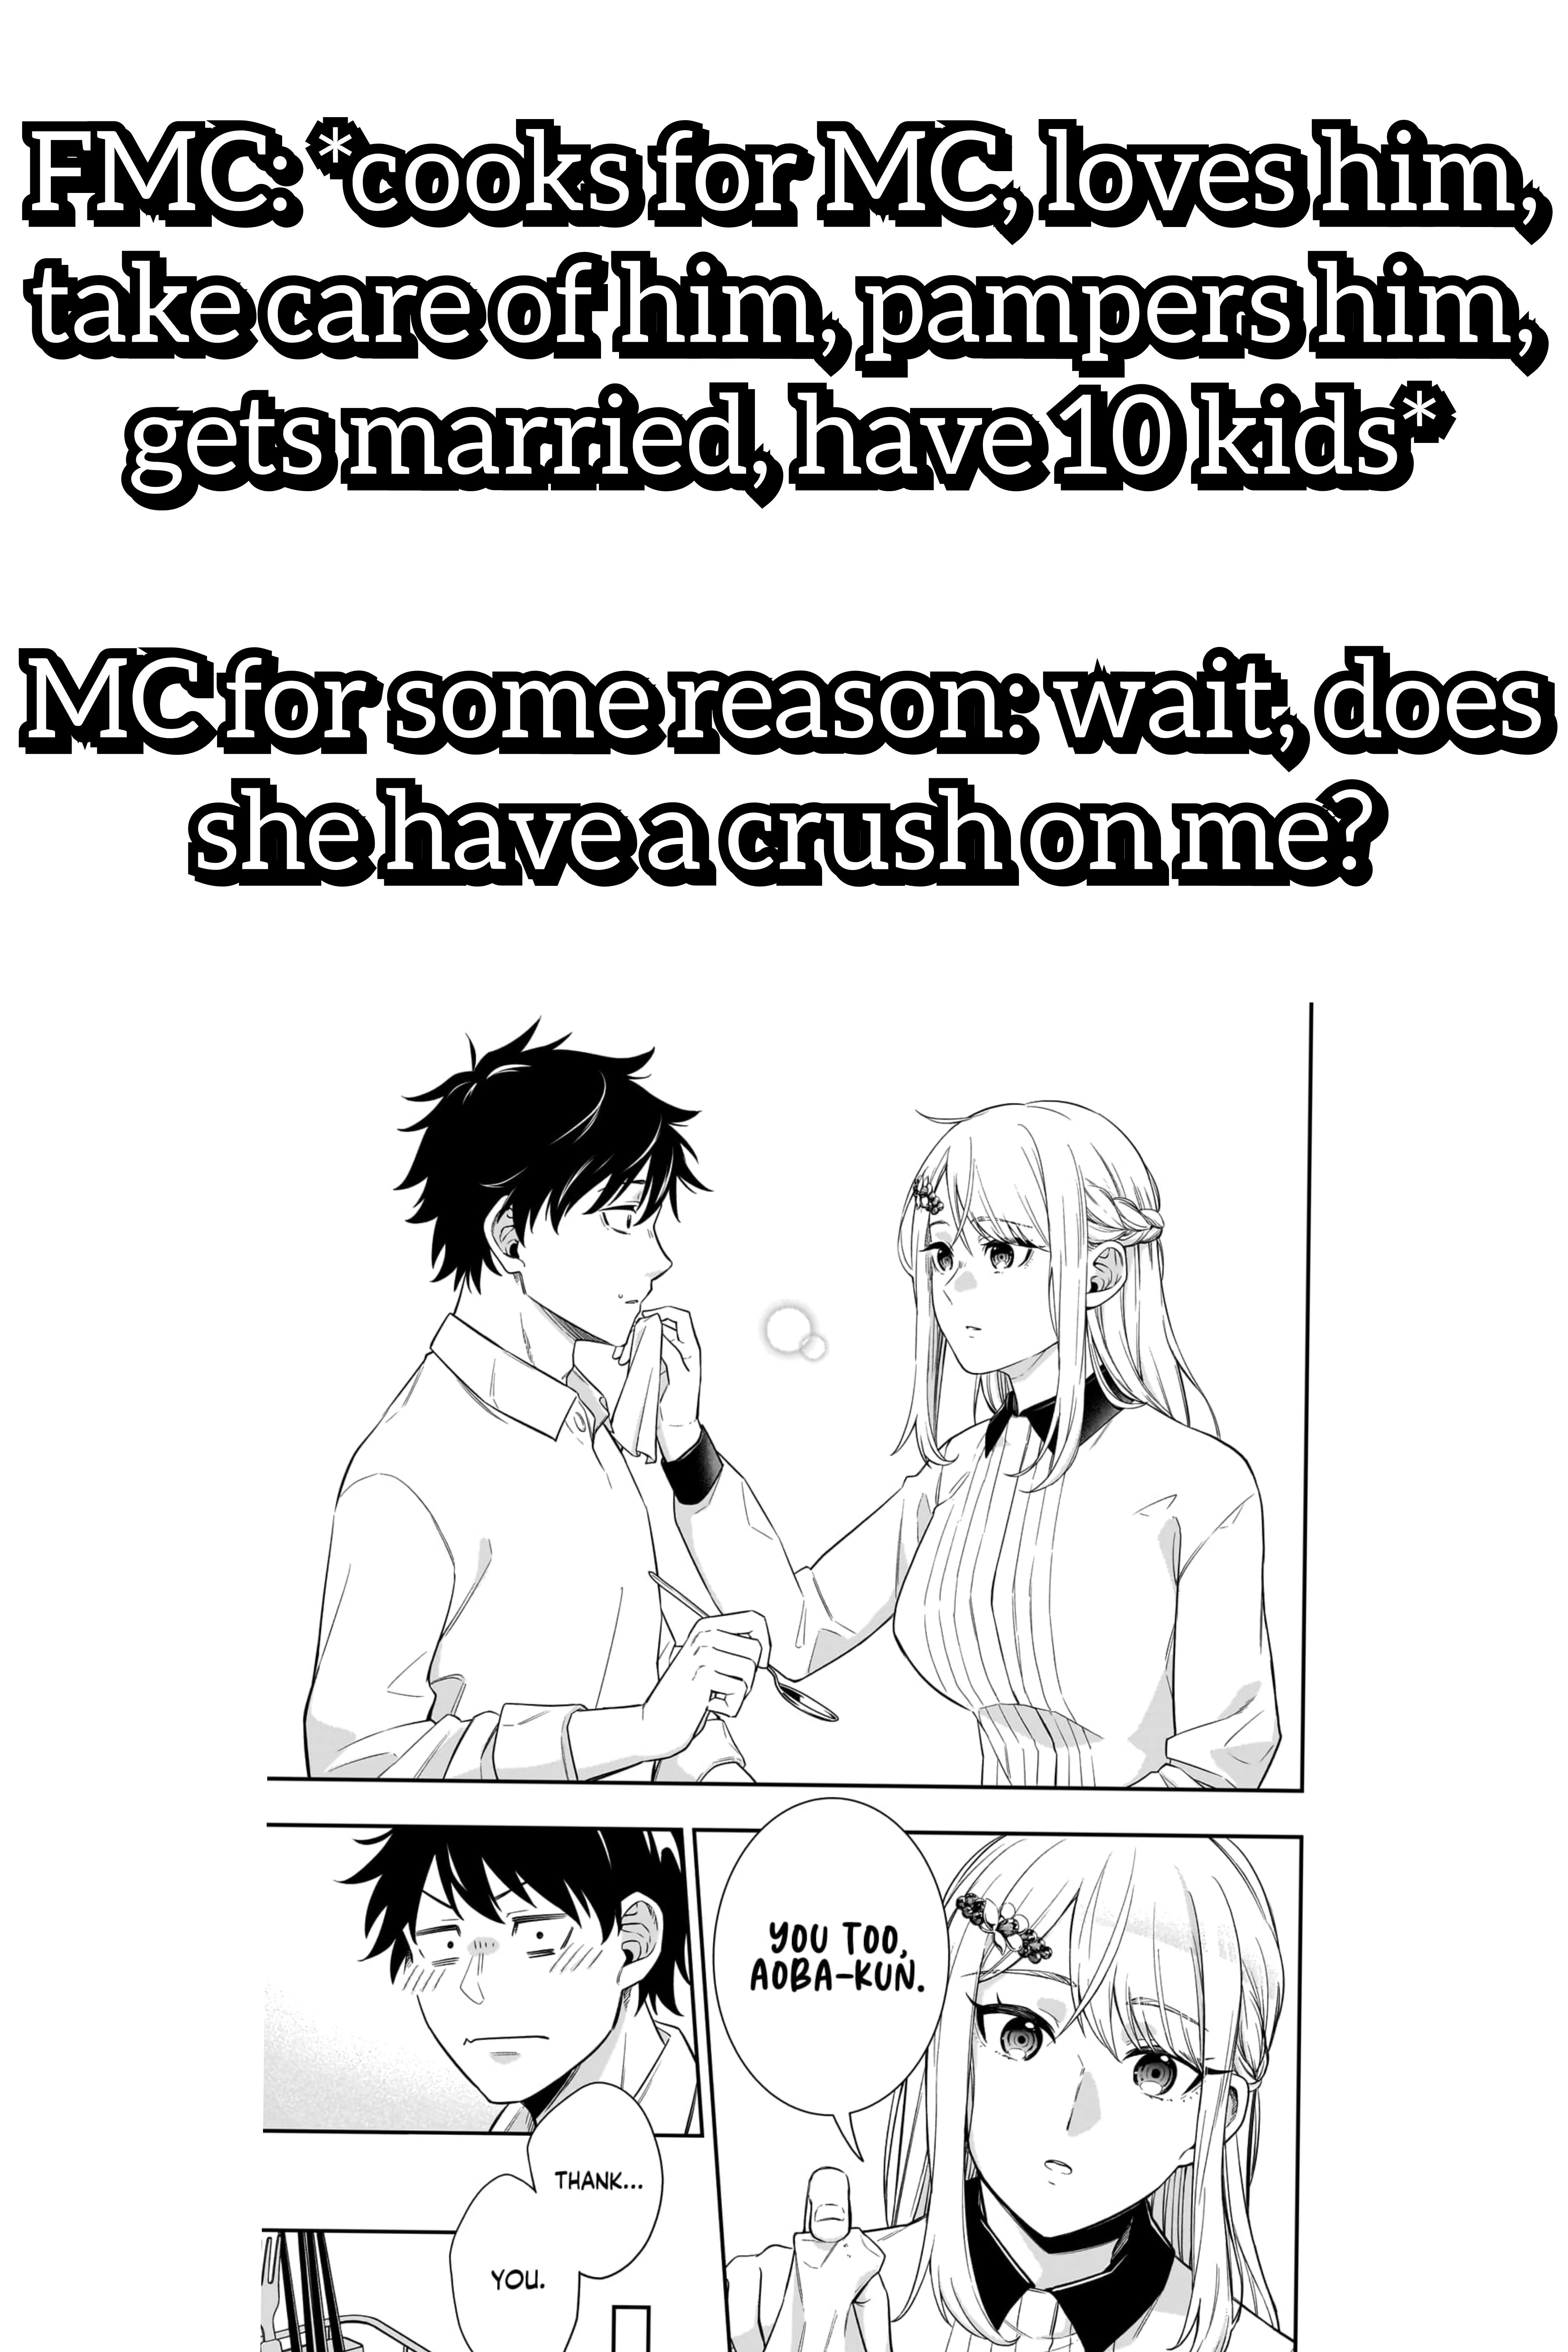 FMC: *cooks for MC, loves him,
take care of him, pampers him,
gets married, have 10 kids*
MC for some reason: wait, does
she have a crush on me?
YOU TOO,
AOBA-KUN.
THANK...
YOU.